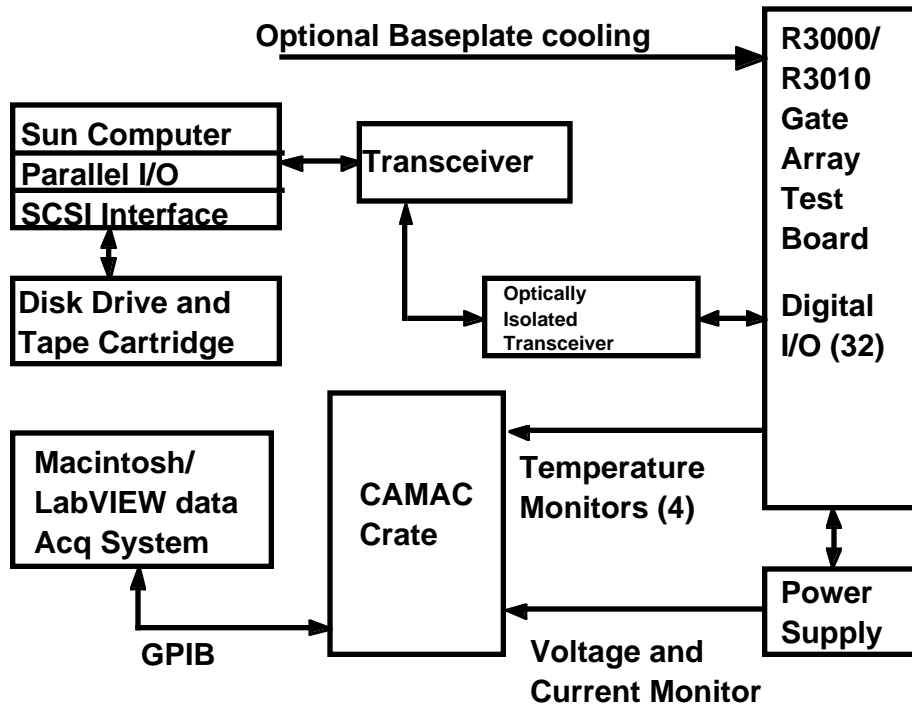 Optional Baseplate cooling
R3000/
R3010
Gate
Array
Test
Board
Digital
I/O (32)
Sun Computer
Parallel I/O
SCSI Interface
Transceiver
Disk Drive and
Tape Cartridge
Optically
Isolated
Transceiver
Macintosh/
LabVIEW data
Acq System
CAMAC
Crate
Temperature
Monitors (4)
GPIB
Power
Supply
Voltage and
Current Monitor